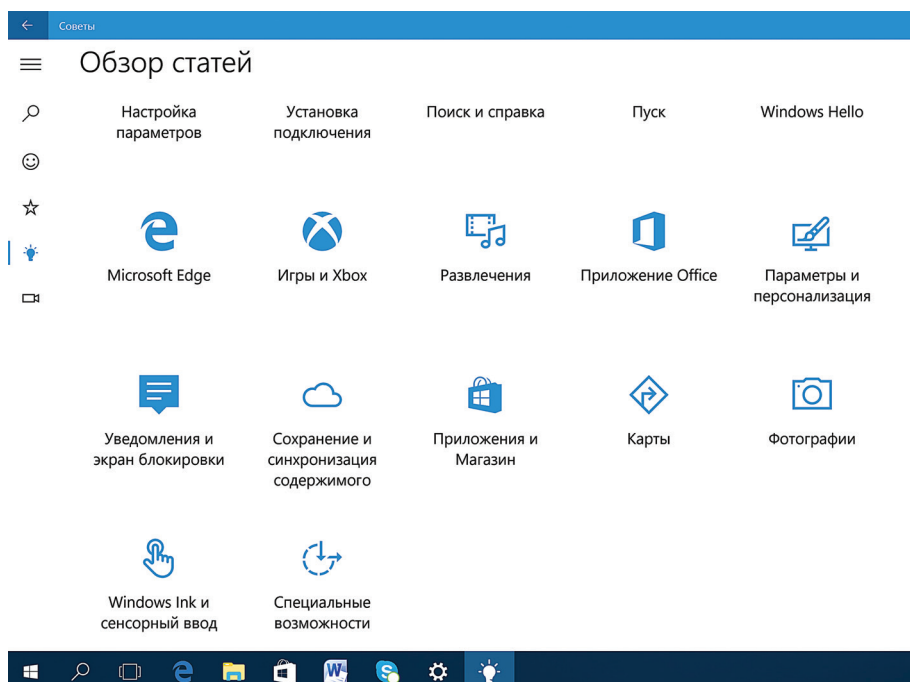 Советы
Обзор статей
Настройка параметров
Установка подключения
Поиск и справка
Пуск
Windows Hello
Microsoft Edge
Игры и Xbox
Развлечения
Приложение Office
Параметры и персонализация
Уведомления и экран блокировки
Сохранение и синхронизация содержимого
Приложения и Магазин
Карты
Фотографии
Windows Ink и сенсорный ввод
Специальные возможности